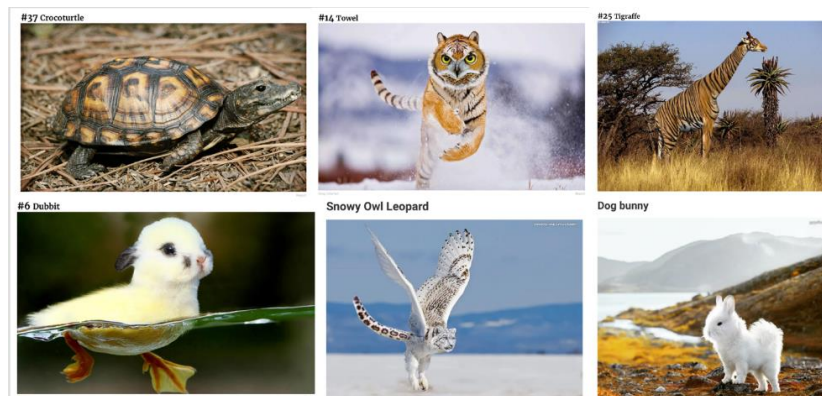 #37 Crocoturtle
#14 Towel
#25 Tigraffe
#6 Dubbit
Snowy Owl Leopard
Dog bunny